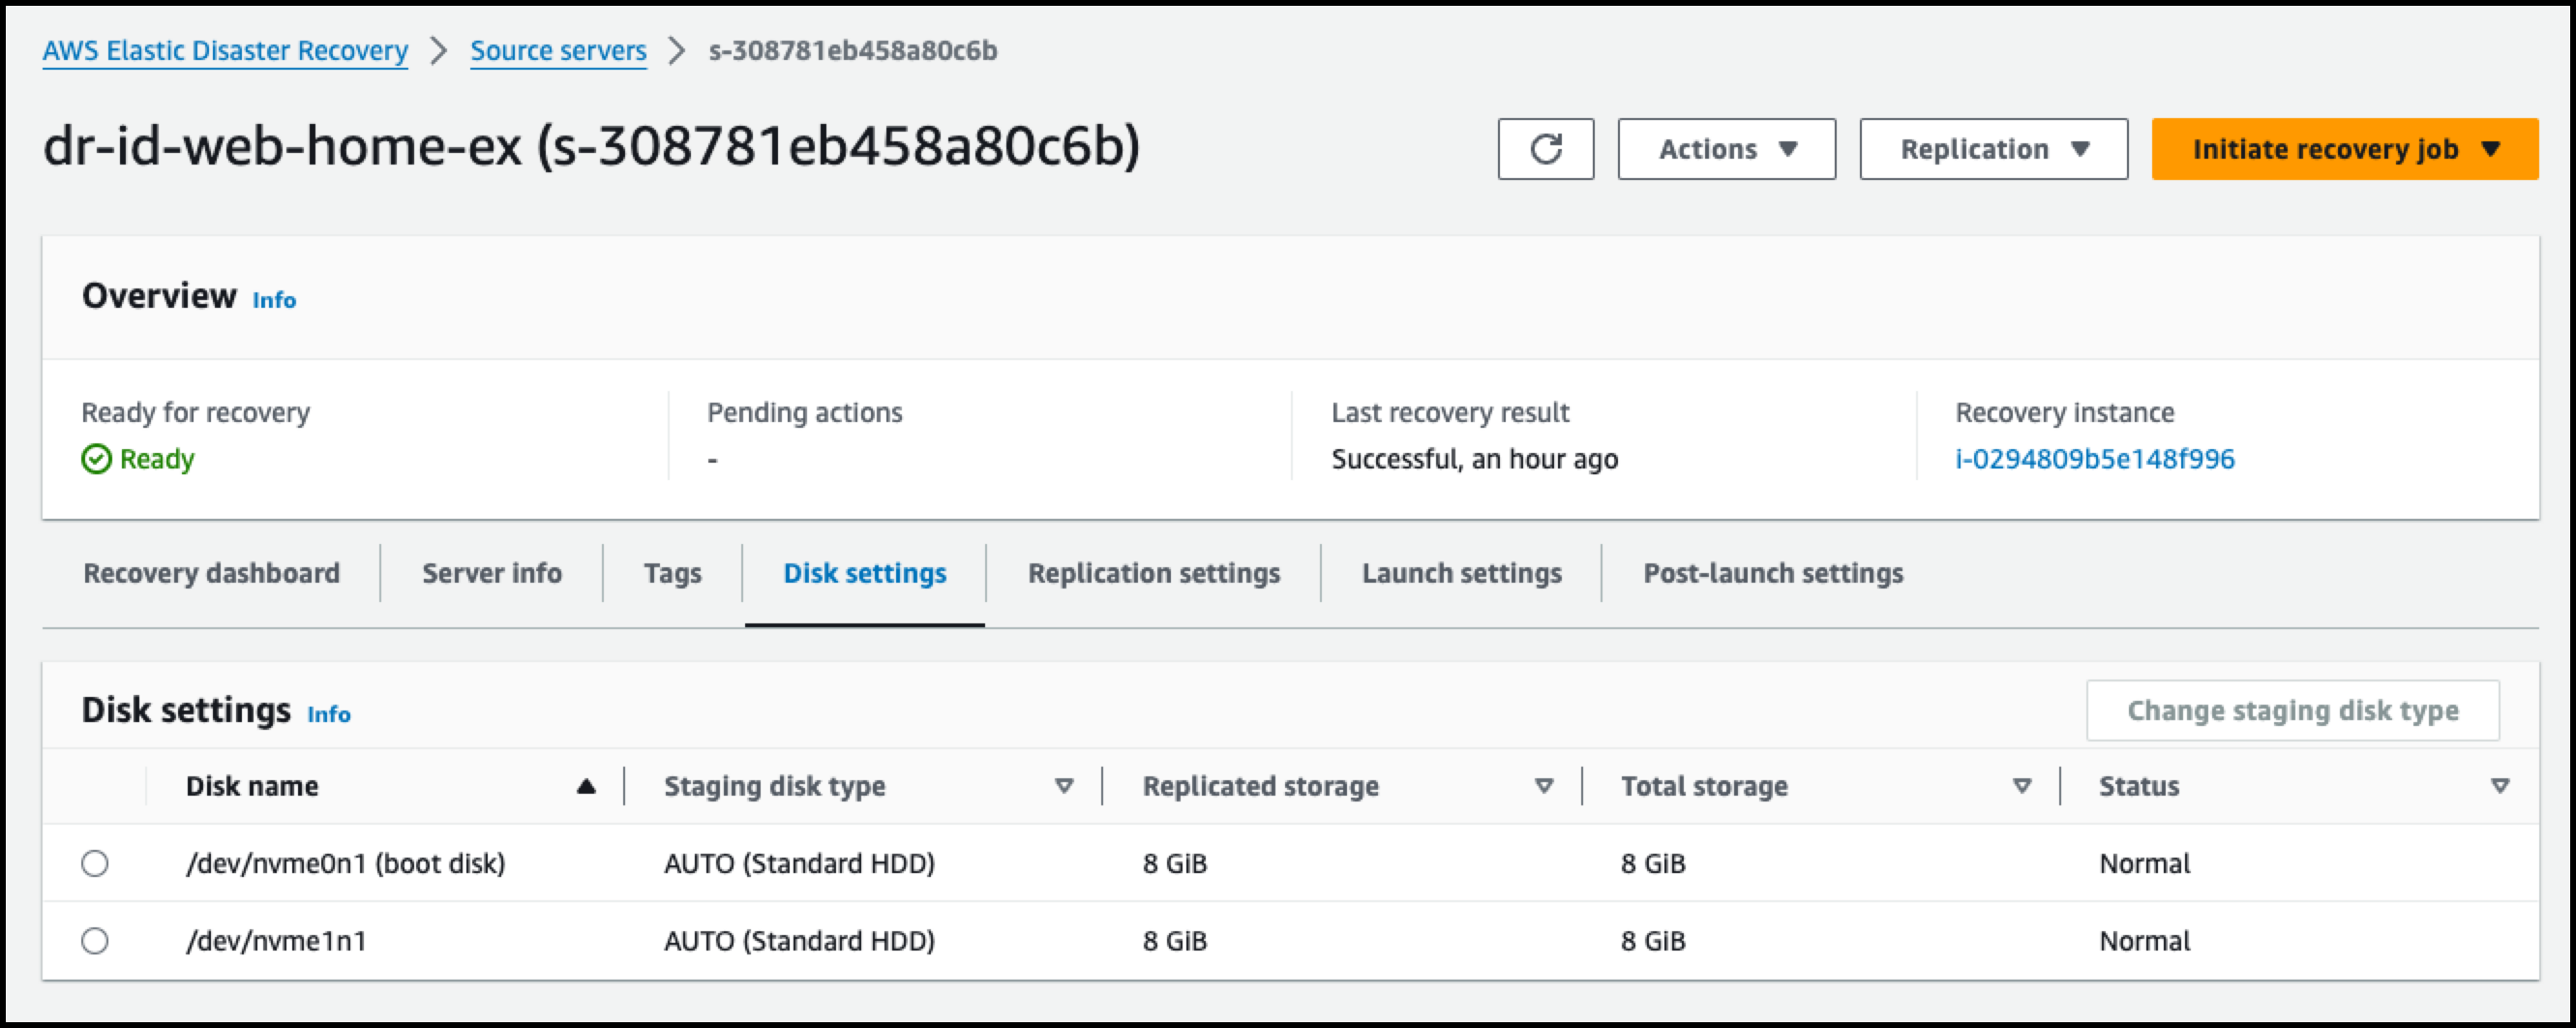 AWS Elastic Disaster Recovery > Source servers > s-308781eb458a80c6b
dr-id-web-home-ex (s-308781eb458a80c6b)
Actions Replication Initiate recovery job
Overview Info
Ready for recovery Pending actions Last recovery result Recovery instance
Ready - Successful, an hour ago i-0294809b5e148f996
Recovery dashboard Server info Tags Disk settings Replication settings Launch settings Post-launch settings
Disk settings Info Change staging disk type
Disk name Staging disk type Replicated storage Total storage Status
/dev/nvme0n1 (boot disk) AUTO (Standard HDD) 8 GiB 8 GiB Normal
/dev/nvme1n1 AUTO (Standard HDD) 8 GiB 8 GiB Normal